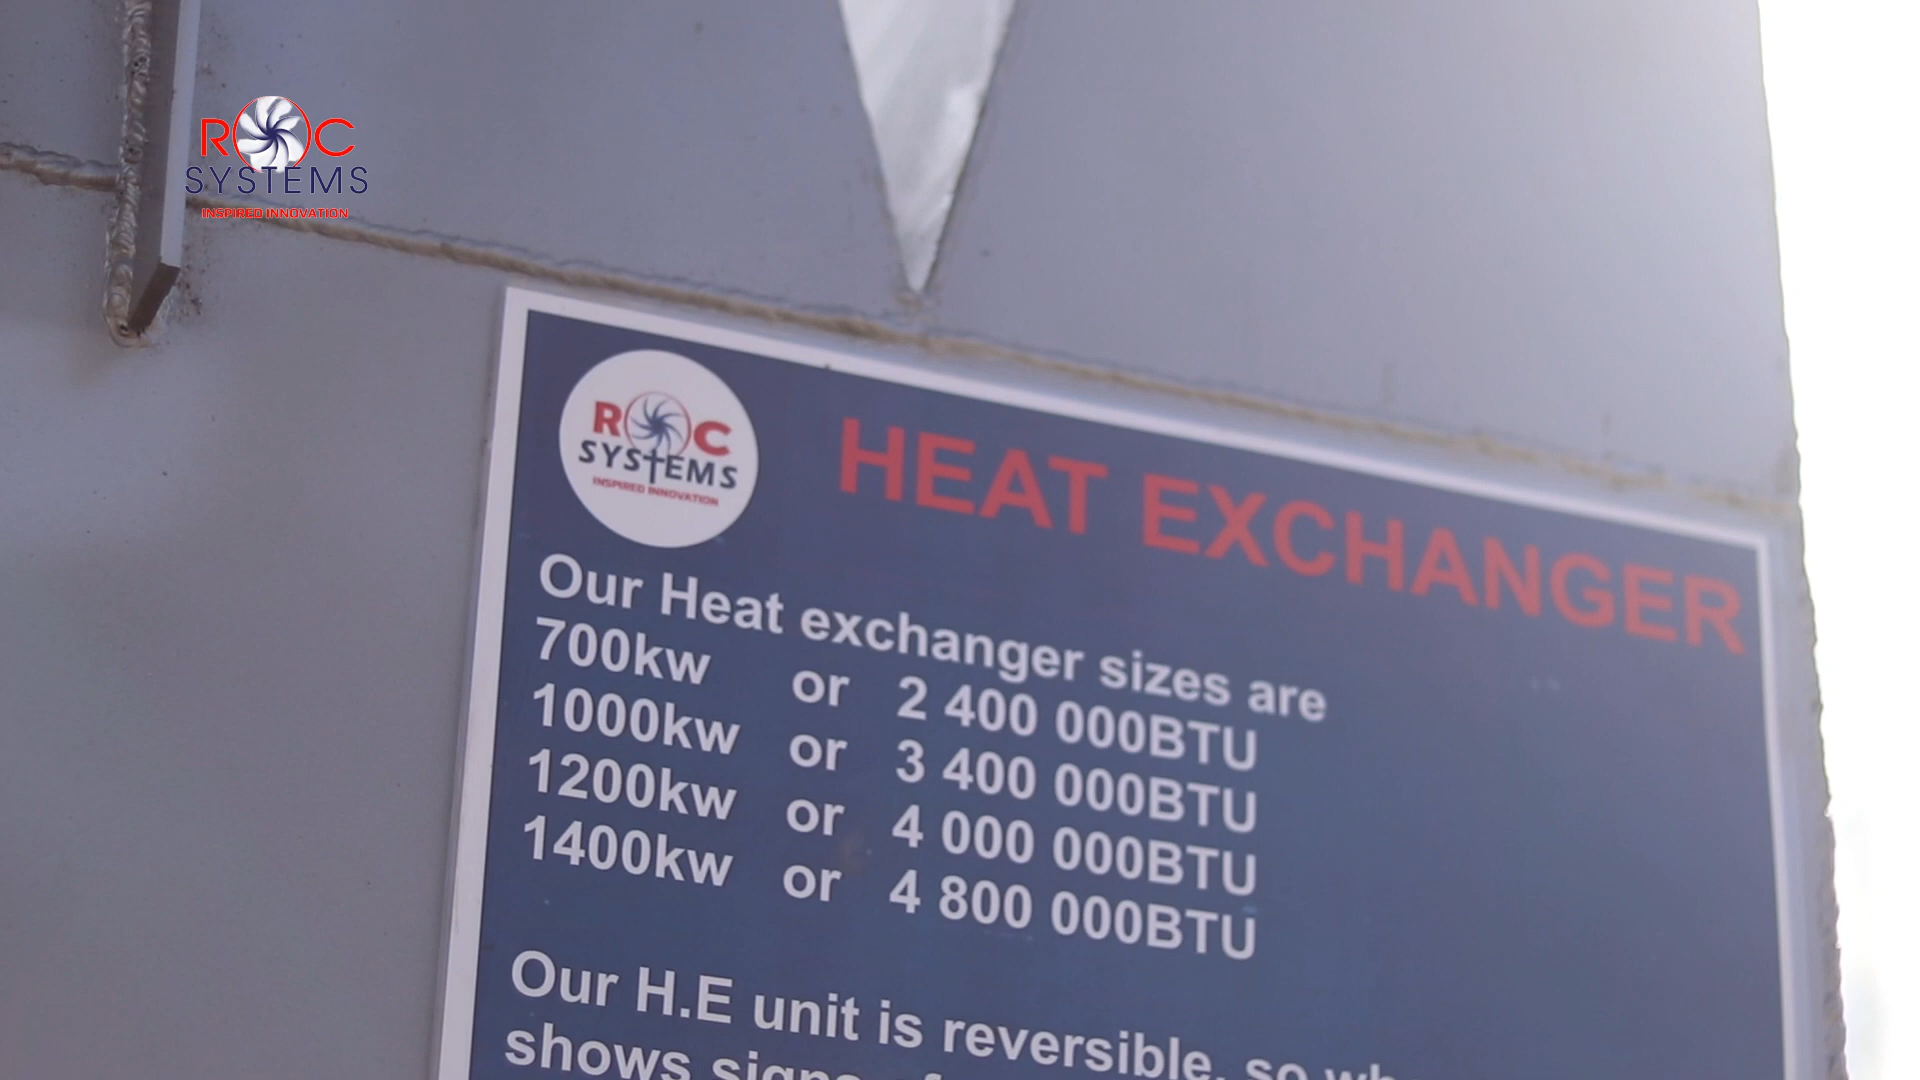 ROC
SYSTEMS
INSPIRED INNOVATION
ROC
SYSTEMS
INSPIRED INNOVATION
HEAT EXCHANGER
Our Heat exchanger sizes are
700kw or 2 400 000BTU
1000kw or 3 400 000BTU
1200kw or 4 000 000BTU
1400kw or 4 800 000BTU
Our H.E unit is reversible, so
shows